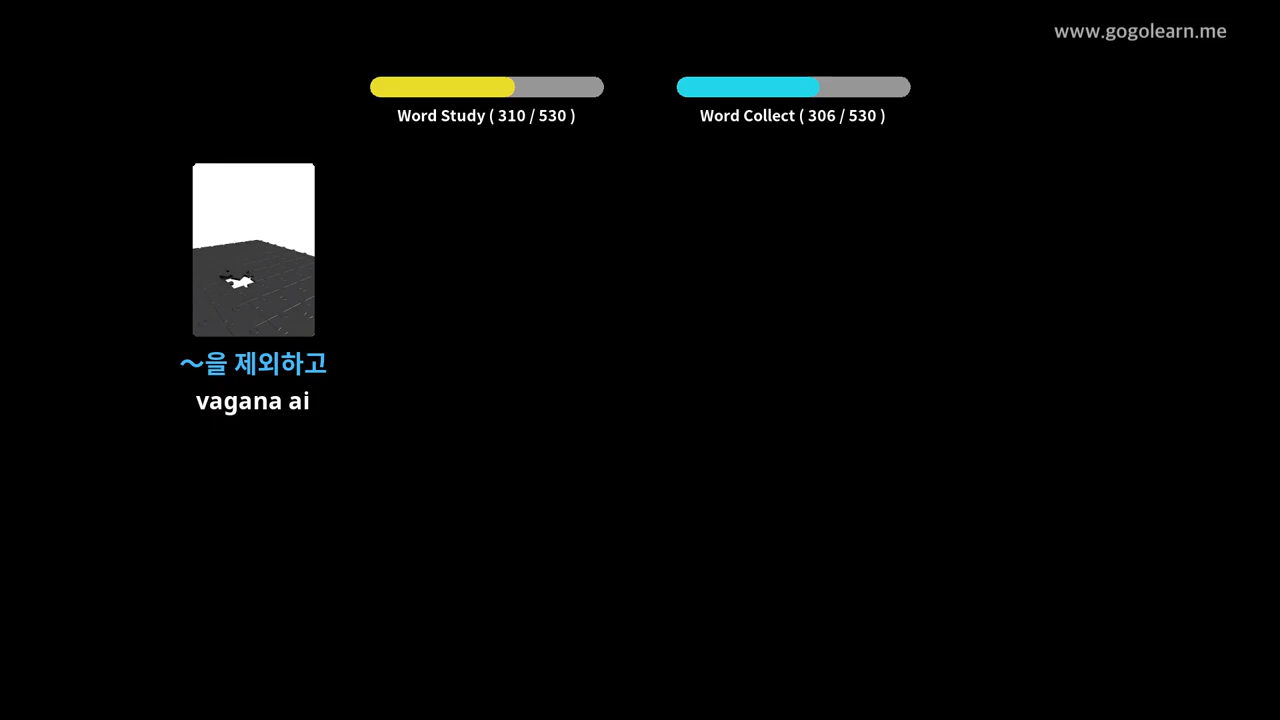 www.gogolearn.me
Word Study ( 310 / 530 )
Word Collect ( 306 / 530 )
～을 제외하고
vagana ai